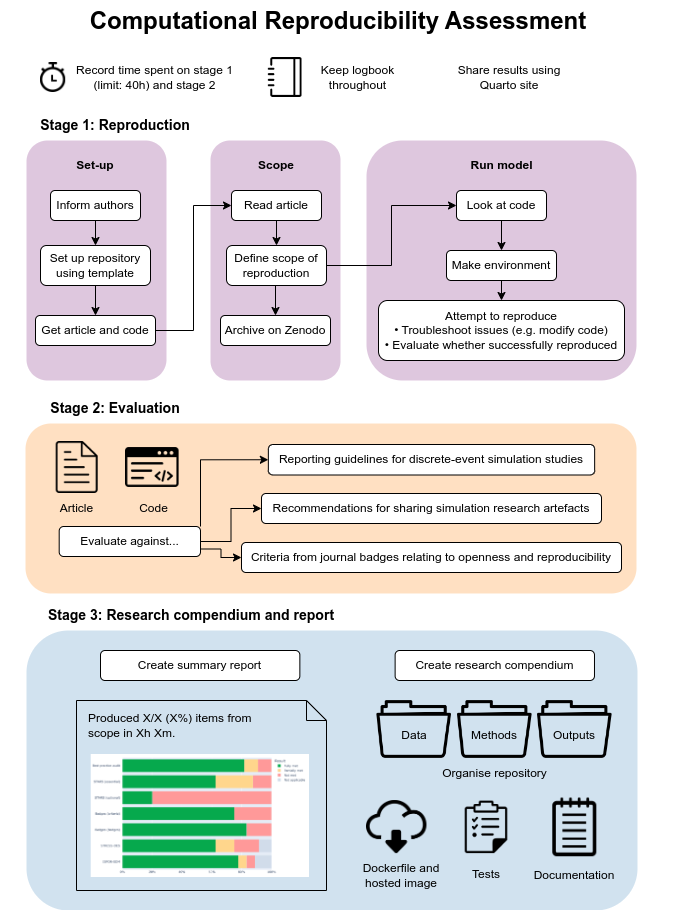 Computational Reproducibility Assessment
Record time spent on stage 1
(limit: 40h) and stage 2
Keep logbook
throughout
Share results using
Quarto site
Stage 1: Reproduction
Set-up
Inform authors
Set up repository
using template
Get article and code
Scope
Read article
Define scope of
reproduction
Archive on Zenodo
Run model
Look at code
Make environment
Attempt to reproduce
• Troubleshoot issues (e.g. modify code)
• Evaluate whether successfully reproduced
Stage 2: Evaluation
Article
Code
Evaluate against...
Reporting guidelines for discrete-event simulation studies
Recommendations for sharing simulation research artefacts
Criteria from journal badges relating to openness and reproducibility
Stage 3: Research compendium and report
Create summary report
Produced X/X (X%) items from
scope in Xh Xm.
Create research compendium
Data
Methods
Outputs
Organise repository
Dockerfile and
hosted image
Tests
Documentation